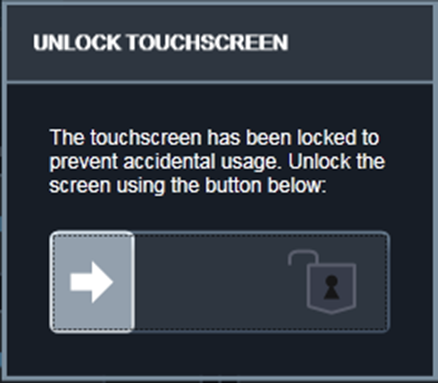 UNLOCK TOUCHSCREEN
The touchscreen has been locked to
prevent accidental usage. Unlock the
screen using the button below: